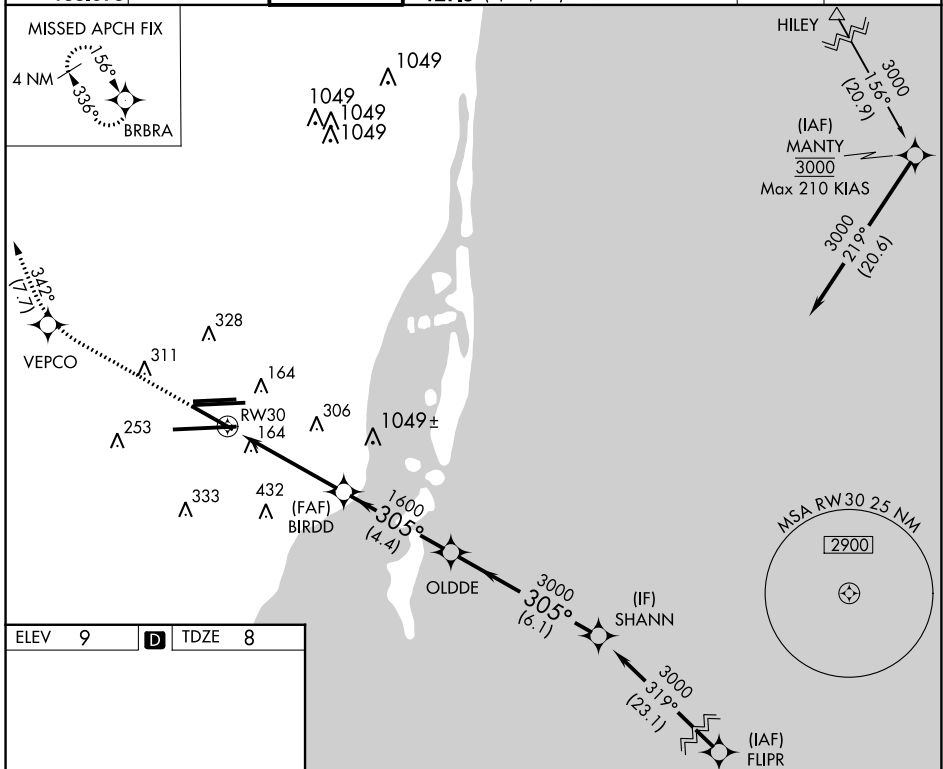 MISSED APCH FIX
4 NM
156°
336°
BRBRA
1049
1049
1049
1049
HILEY
3000
156°
(20.9)
(IAF)
MANTY
3000
Max 210 KIAS
3000
219°
(20.6)
342°
(7.7)
VEPCO
328
311
164
RW30
306
1049±
253
164
333
432
(FAF)
BIRDD
1600
305°
(4.4)
OLDDE
3000
305°
(6.1)
(IF)
SHANN
MSA RW30 25 NM
2900
3000
319°
(23.1)
(IAF)
FLIPR
ELEV 9 D TDZE 8